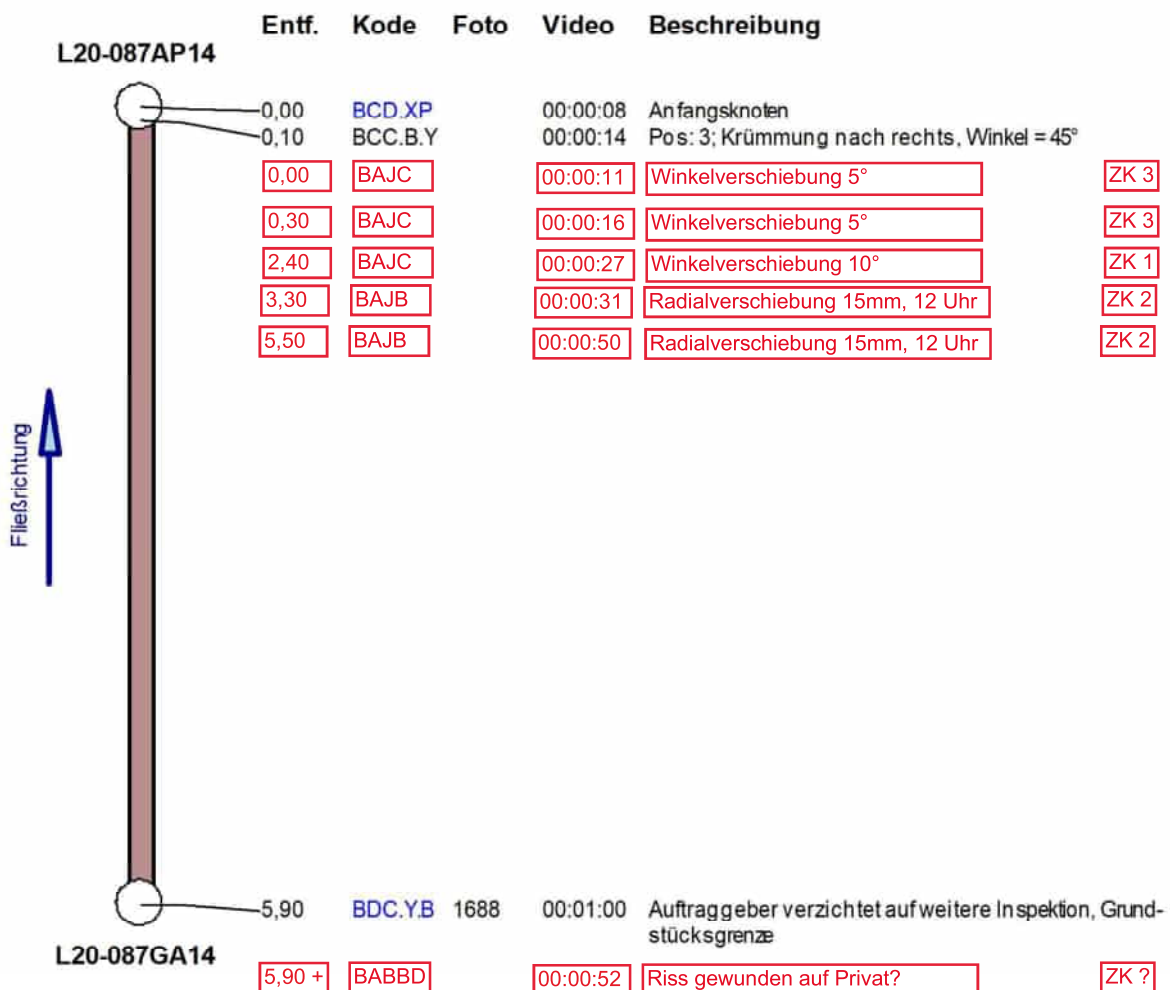 Entf. Kode Foto Video Beschreibung
L20-087AP14
0,00 BCD.XP 00:00:08 Anfangsknoten
0,10 BCC.B.Y 00:00:14 Pos: 3; Krümmung nach rechts, Winkel = 45°
0,00 BAJC 00:00:11 Winkelverschiebung 5° ZK 3
0,30 BAJC 00:00:16 Winkelverschiebung 5° ZK 3
2,40 BAJC 00:00:27 Winkelverschiebung 10° ZK 1
3,30 BAJB 00:00:31 Radialverschiebung 15mm, 12 Uhr ZK 2
5,50 BAJB 00:00:50 Radialverschiebung 15mm, 12 Uhr ZK 2
Fließrichtung
5,90 BDC.Y.B 1688 00:01:00 Auftraggeber verzichtet auf weitere Inspektion, Grund-
stücksgrenze
L20-087GA14
5,90 + BABBD 00:00:52 Riss gewunden auf Privat? ZK ?